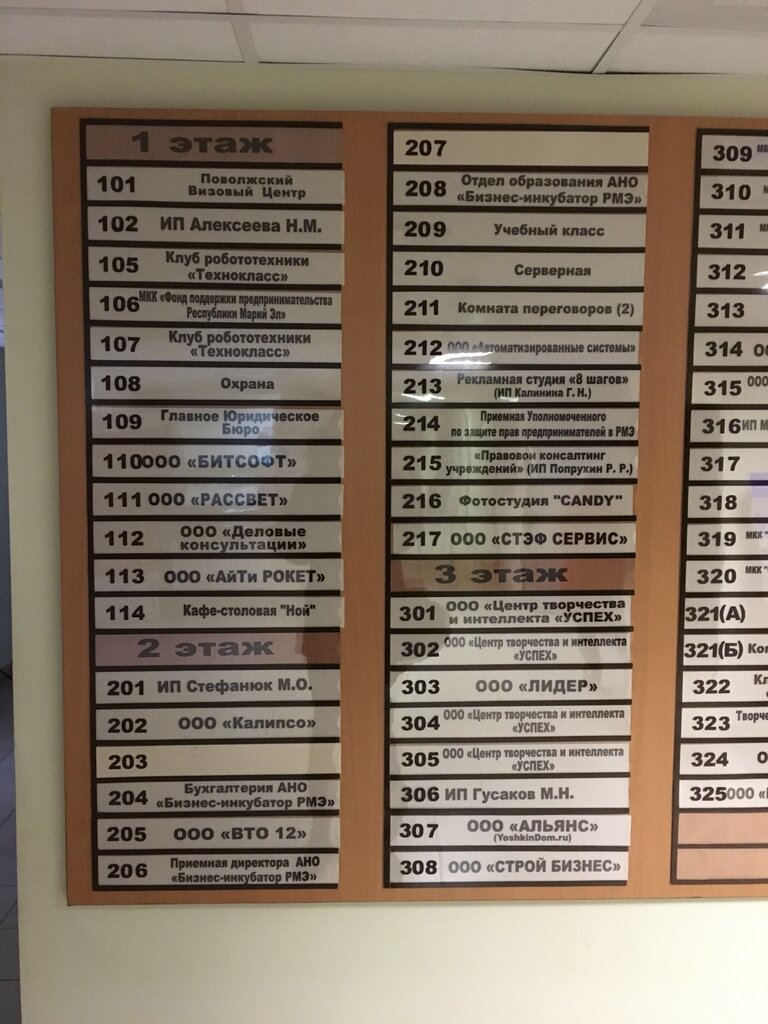 1 этаж
101 Поволжский
Визовый Центр
102 ИП Алексеева Н.М.
105 Клуб робототехники
«Технокласс»
106 МКК «Фонд поддержки предпринимательства
Республики Марий Эл»
107 Клуб робототехники
«Технокласс»
108 Охрана
109 Главное Юридическое
Бюро
110 ООО «БИТСОФТ»
111 ООО «РАССВЕТ»
112 ООО «Деловые
консультации»
113 ООО «АйТи РОКЕТ»
114 Кафе-столовая "Ной"
2 этаж
201 ИП Стефанюк М.О.
202 ООО «Калипсо»
203
204 Бухгалтерия АНО
«Бизнес-инкубатор РМЭ»
205 ООО «ВТО 12»
206 Приемная директора АНО
«Бизнес-инкубатор РМЭ»
207
208 Отдел образования АНО
«Бизнес-инкубатор РМЭ»
209 Учебный класс
210 Серверная
211 Комната переговоров (2)
212 ООО «Автоматизированные системы»
213 Рекламная студия «8 шагов»
(ИП Калинина Г. Н.)
214 Приемная Уполномоченного
по защите прав предпринимателей в РМЭ
215 «Правовои консалтинг
учреждений» (ИП Попрухин Р. Р.)
216 Фотостудия "CANDY"
217 ООО «СТЭФ СЕРВИС»
3 этаж
301 ООО «Центр творчества
и интеллекта «УСПЕХ»
302 ООО «Центр творчества и интеллекта
«УСПЕХ»
303 ООО «ЛИДЕР»
304 ООО «Центр творчества и интеллекта
«УСПЕХ»
305 ООО «Центр творчества и интеллекта
«УСПЕХ»
306 ИП Гусаков М.Н.
307 ООО «АЛЬЯНС»
(YoshkinDom.ru)
308 ООО «СТРОЙ БИЗНЕС»
309
310
311
312
313
314
315 ООО
316 ИП
317
318
319 МКК
320 МКК
321(А)
321(Б)
322
323
324
325 ООО